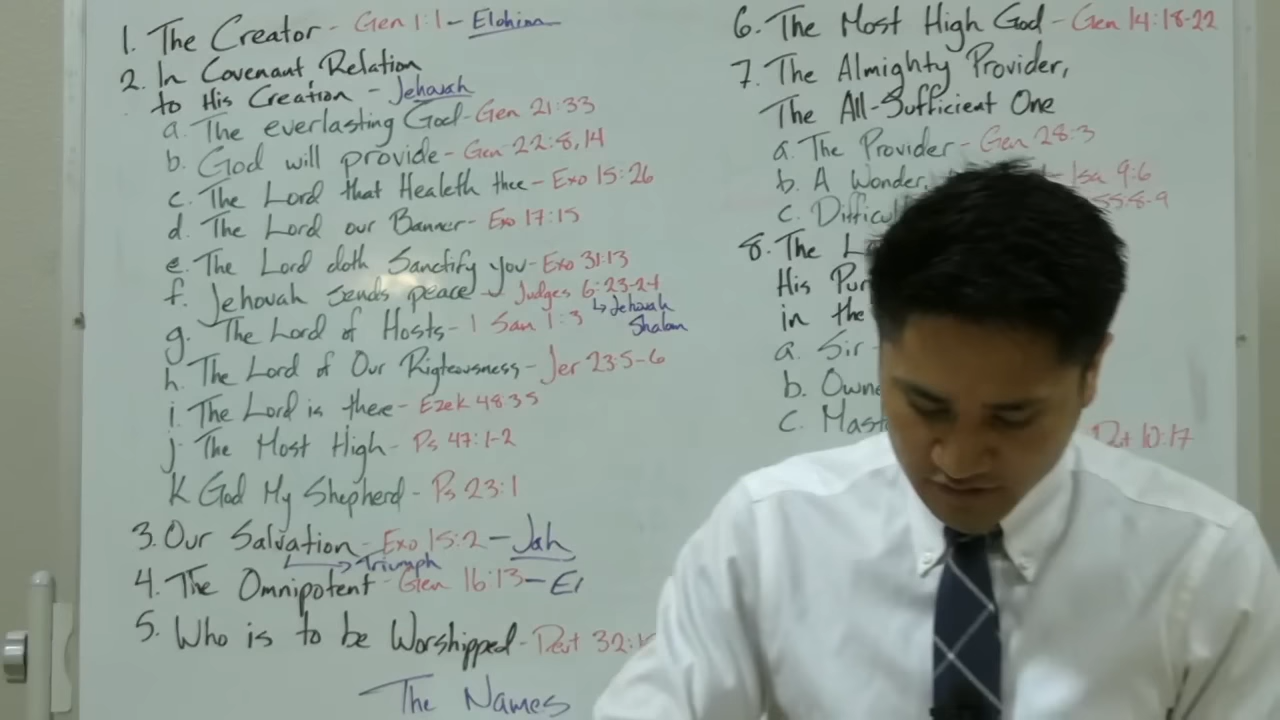 1. The Creator - Gen 1:1 - Elohim
2. In Covenant Relation
to His Creation - Jehovah
a. The everlasting God - Gen 21:33
b. God will provide - Gen 22:8,14
c. The Lord that Healeth thee - Exo 15:26
d. The Lord our Banner - Exo 17:15
e. The Lord doth Sanctify you - Exo 31:13
f. Jehovah sends peace - Judges 6:23-24
↳ Jehovah
Shalom
g. The Lord of Hosts - 1 Sam 1:3
h. The Lord of Our Righteousness - Jer 23:5-6
i. The Lord is there - Ezek 48:35
j. The Most High - Ps 47:1-2
K God My Shepherd - Ps 23:1
3. Our Salvation - Exo 15:2 - Jah
→ Triumph
4. The Omnipotent - Gen 16:13 - El
5. Who is to be Worshipped - Deut 32:
The Names
6. The Most High God - Gen 14:18-22
7. The Almighty Provider,
The All-Sufficient One
a. The Provider - Gen 28:3
b. A Wonder - Isa 9:6
c. 55:8-9
8. The
His
in the
a. Sir
b.
c. 10:17